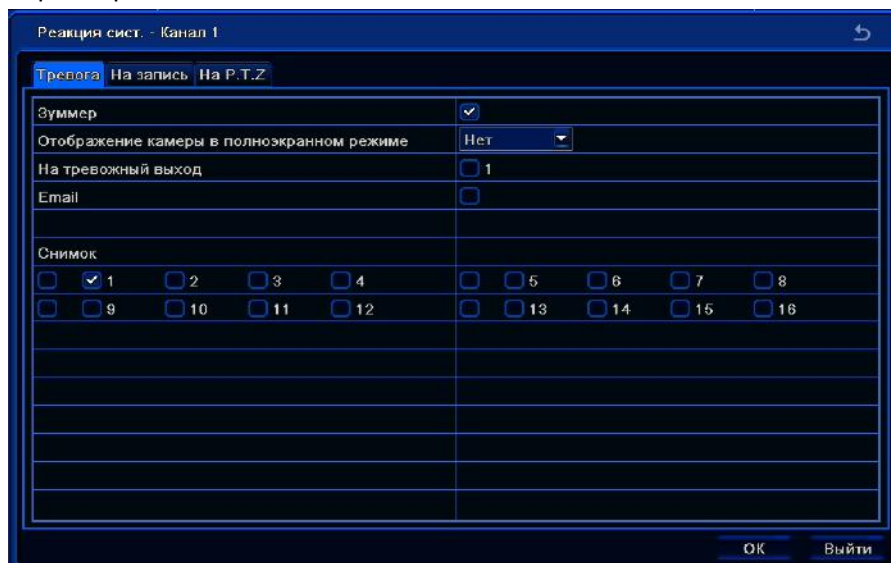 Реакция сист. - Канал 1
Тревога На запись На P.T.Z
Зуммер
Отображение камеры в полноэкранном режиме Нет
На тревожный выход 1
Email
Снимок
1 2 3 4 5 6 7 8
9 10 11 12 13 14 15 16
ОК Выйти